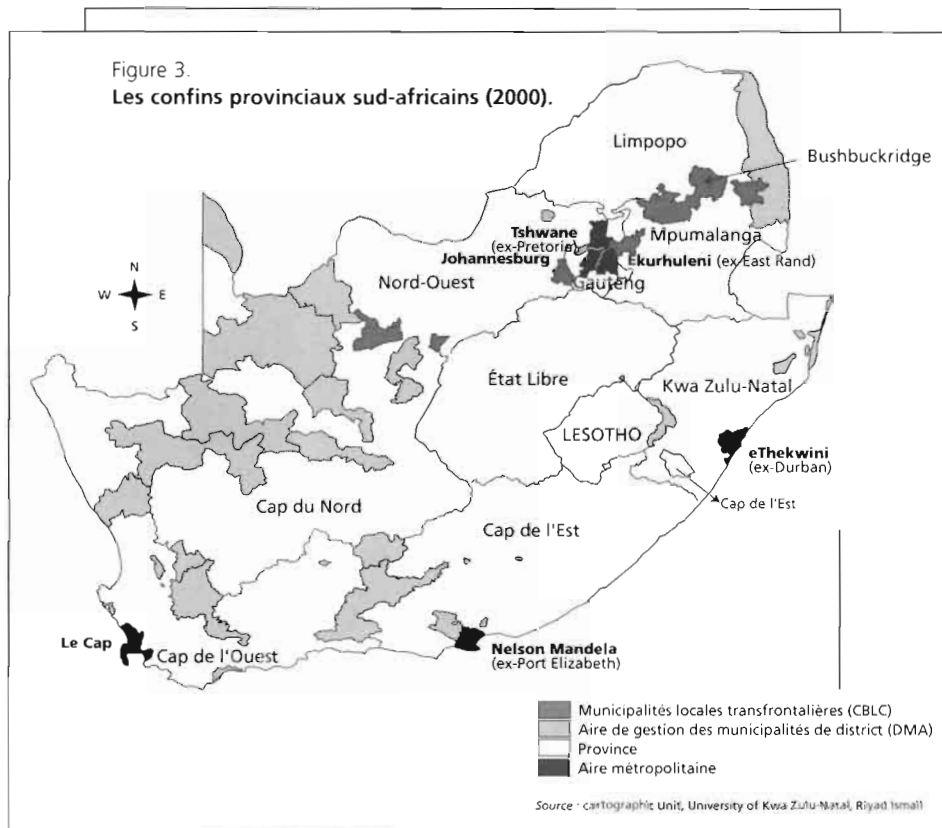 Figure 3.
Les confins provinciaux sud-africains (2000).
Limpopo
Bushbuckridge
Tshwane
(ex-Pretoria)
Mpumalanga
Johannesburg
Ekurhuleni (ex East Rand)
Gauteng
Nord-Ouest
N
W E
S
État Libre
Kwa Zulu-Natal
LESOTHO
eThekwini
(ex-Durban)
Cap de l'Est
Cap du Nord
Cap de l'Est
Le Cap
Cap de l'Ouest
Nelson Mandela
(ex-Port Elizabeth)
Municipalités locales transfrontalières (CBLC)
Aire de gestion des municipalités de district (DMA)
Province
Aire métropolitaine
Source · cartographic Unit, University of Kwa Zulu-Natal, Riyad Ismail